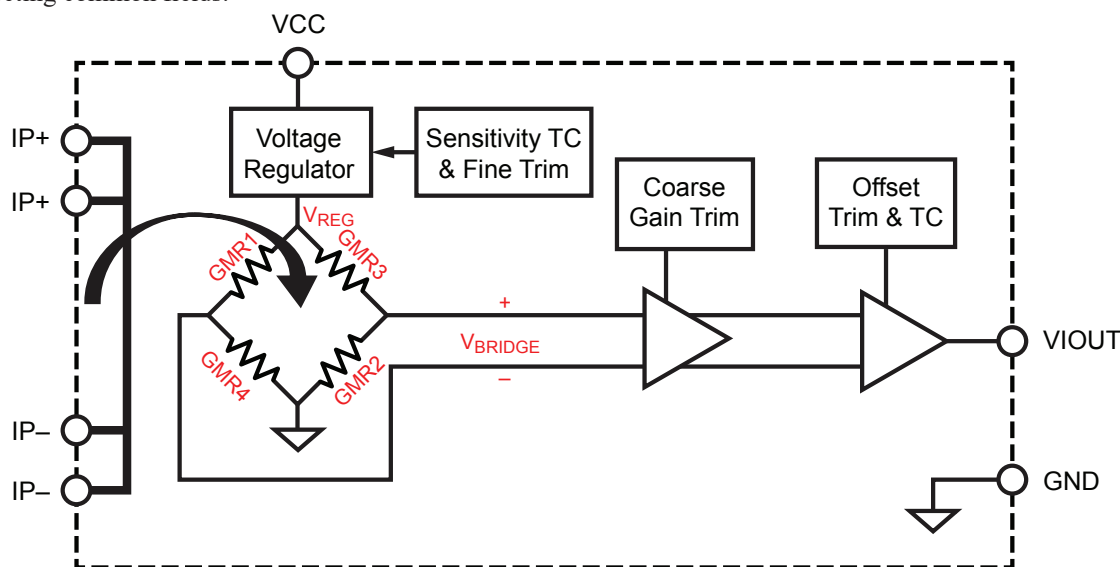 VCC
IP+
IP+
IP–
IP–
Voltage
Regulator
Sensitivity TC
& Fine Trim
Coarse
Gain Trim
Offset
Trim & TC
VREG
GMR1
GMR3
GMR4
GMR2
+
VBRIDGE
–
VIOUT
GND